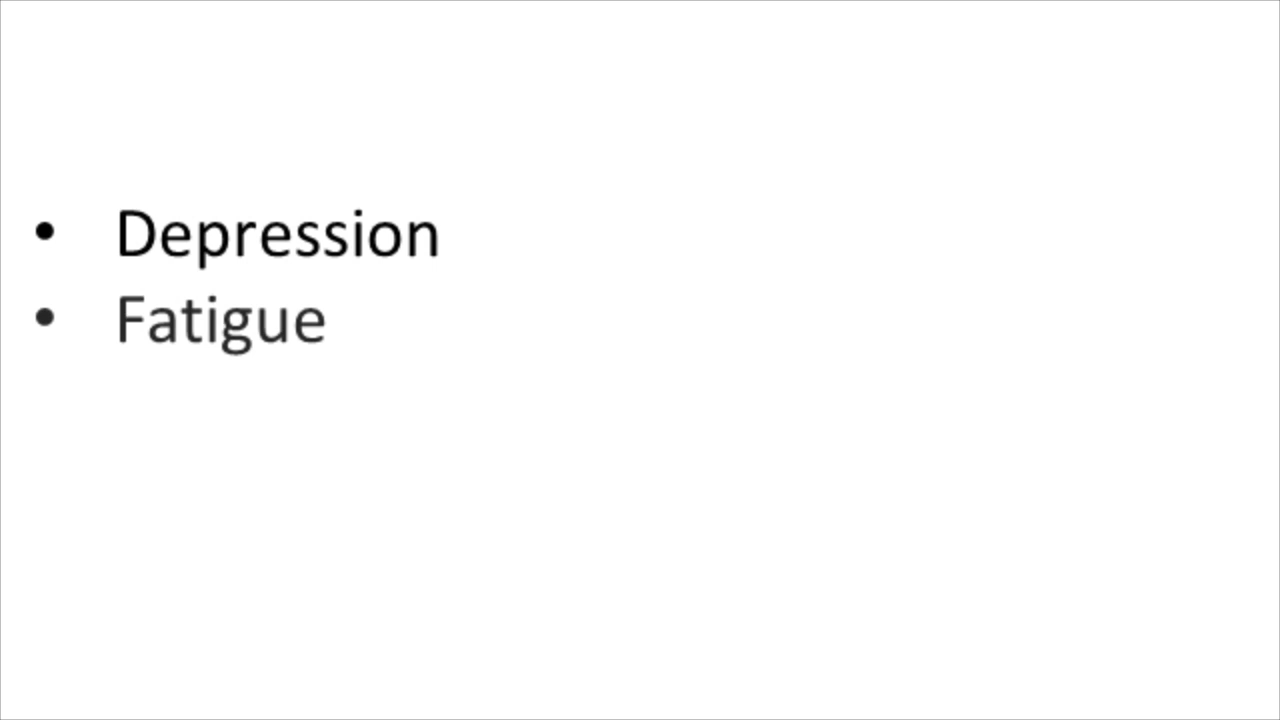 • Depression
• Fatigue